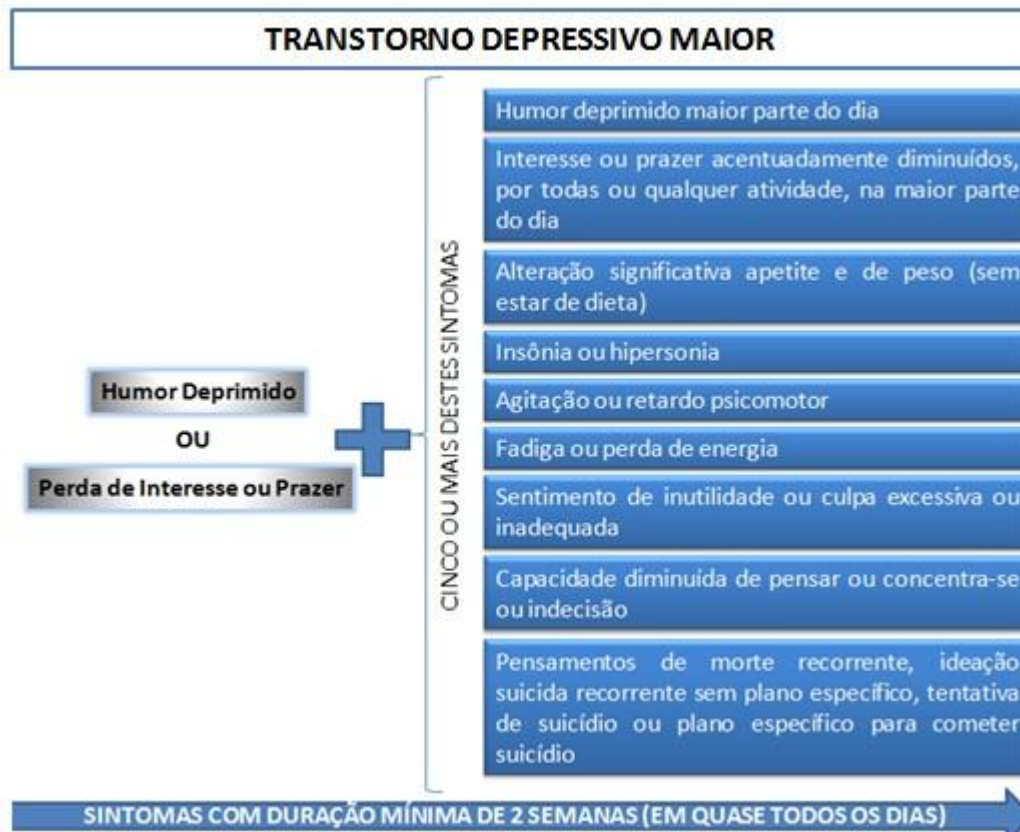 TRANSTORNO DEPRESSIVO MAIOR
Humor Deprimido
OU
Perda de Interesse ou Prazer
CINCO OU MAIS DESTES SINTOMAS
Humor deprimido maior parte do dia
Interesse ou prazer acentuadamente diminuídos,
por todas ou qualquer atividade, na maior parte
do dia
Alteração significativa apetite e de peso (sem
estar de dieta)
Insônia ou hipersonia
Agitação ou retardo psicomotor
Fadiga ou perda de energia
Sentimento de inutilidade ou culpa excessiva ou
inadequada
Capacidade diminuída de pensar ou concentra-se
ou indecisão
Pensamentos de morte recorrente, ideação
suicida recorrente sem plano específico, tentativa
de suicídio ou plano específico para cometer
suicídio
SINTOMAS COM DURAÇÃO MÍNIMA DE 2 SEMANAS (EM QUASE TODOS OS DIAS)